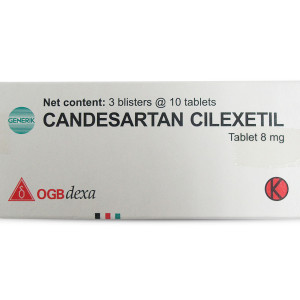 Net content: 3 blisters @ 10 tablets
GENERIK
CANDESARTAN CILEXETIL
Tablet 8 mg
OGBdexa
K